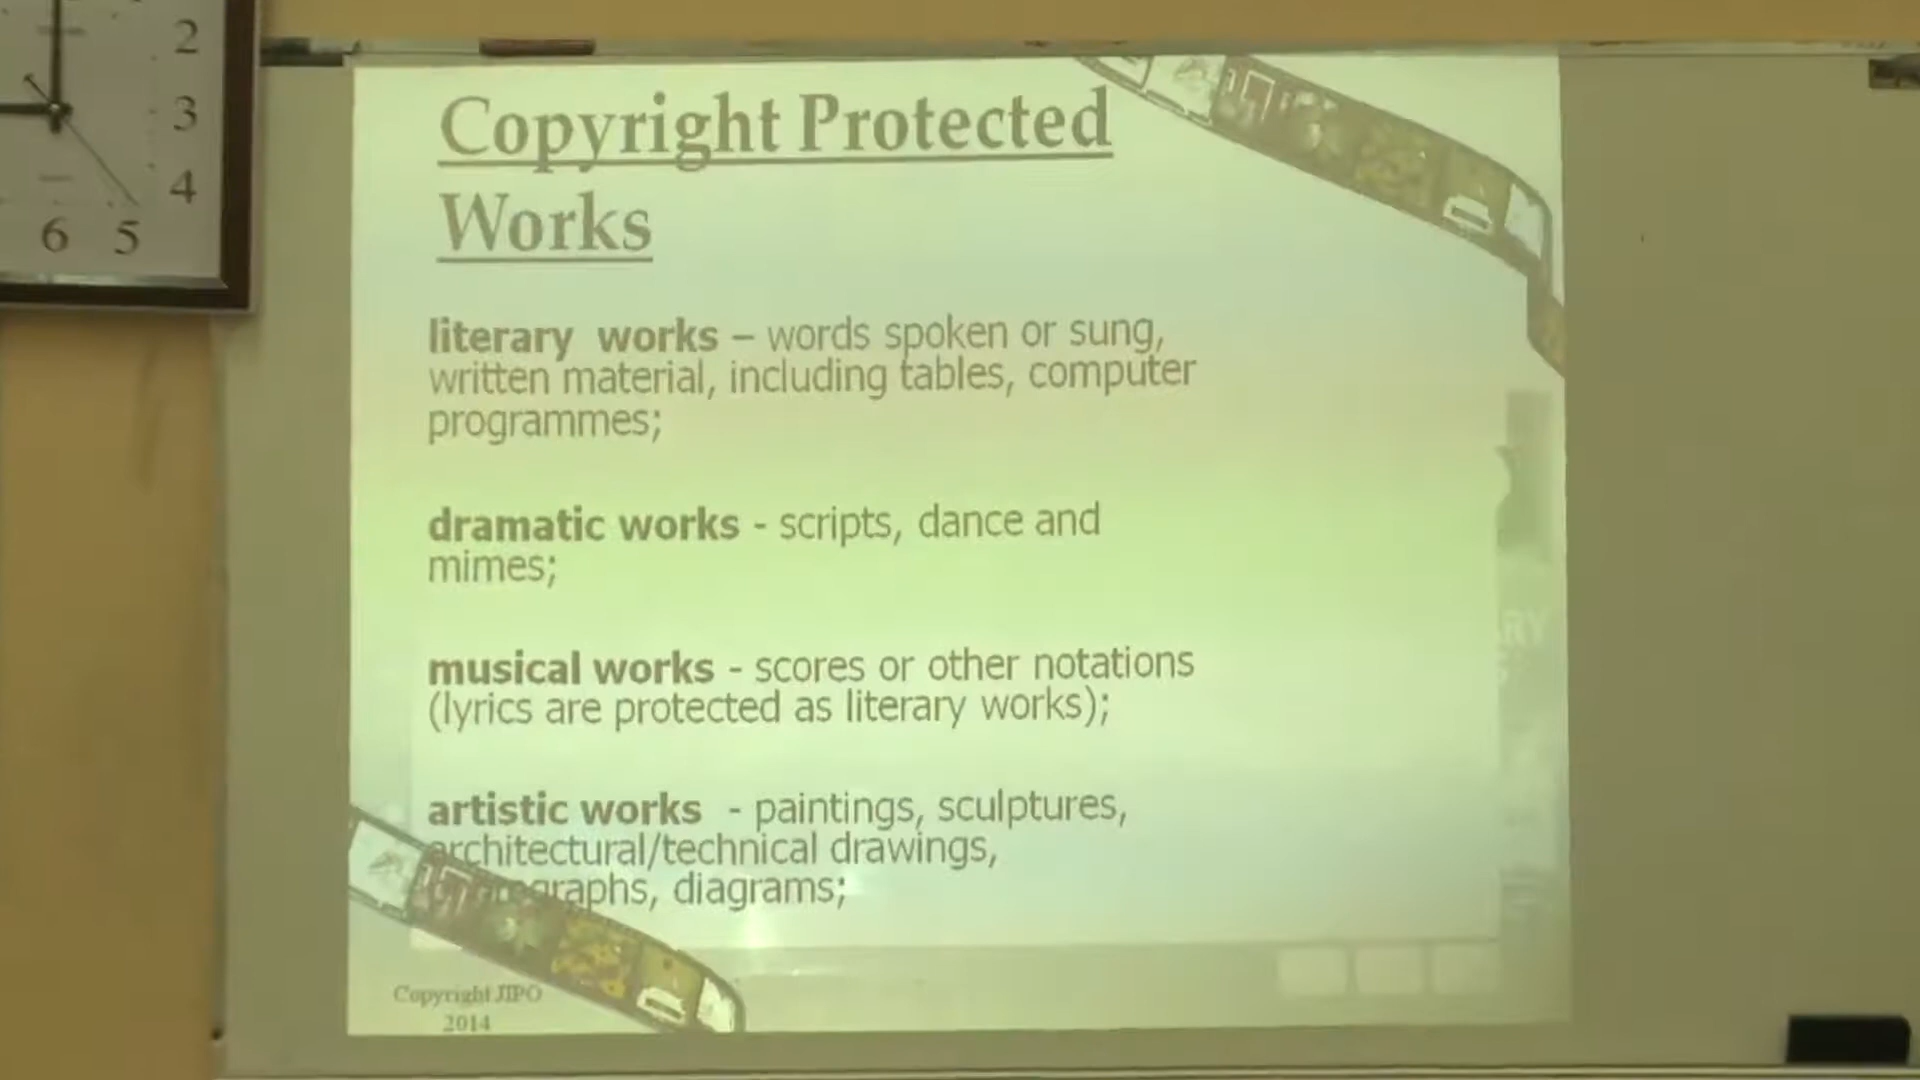 2
3
4
5
6
Copyright Protected
Works
literary works – words spoken or sung,
written material, including tables, computer
programmes;
dramatic works - scripts, dance and
mimes;
musical works - scores or other notations
(lyrics are protected as literary works);
artistic works - paintings, sculptures,
architectural/technical drawings,
diagrams;
Copyright JIPO
2014